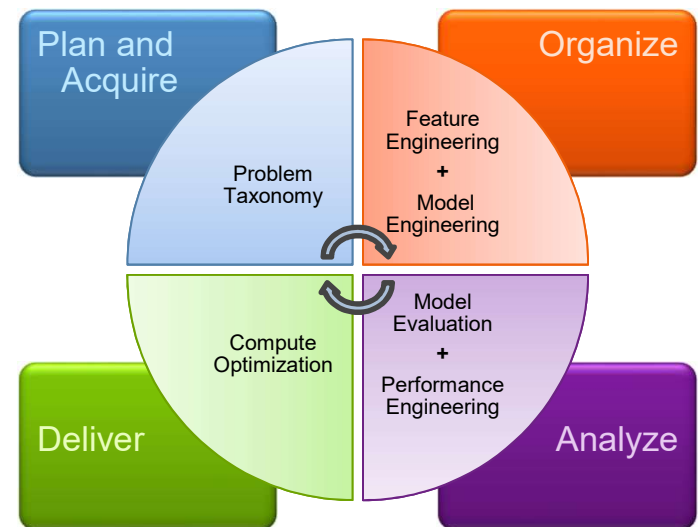 Plan and
Acquire
Organize
Problem
Taxonomy
Feature
Engineering
+
Model
Engineering
Compute
Optimization
Model
Evaluation
+
Performance
Engineering
Deliver
Analyze